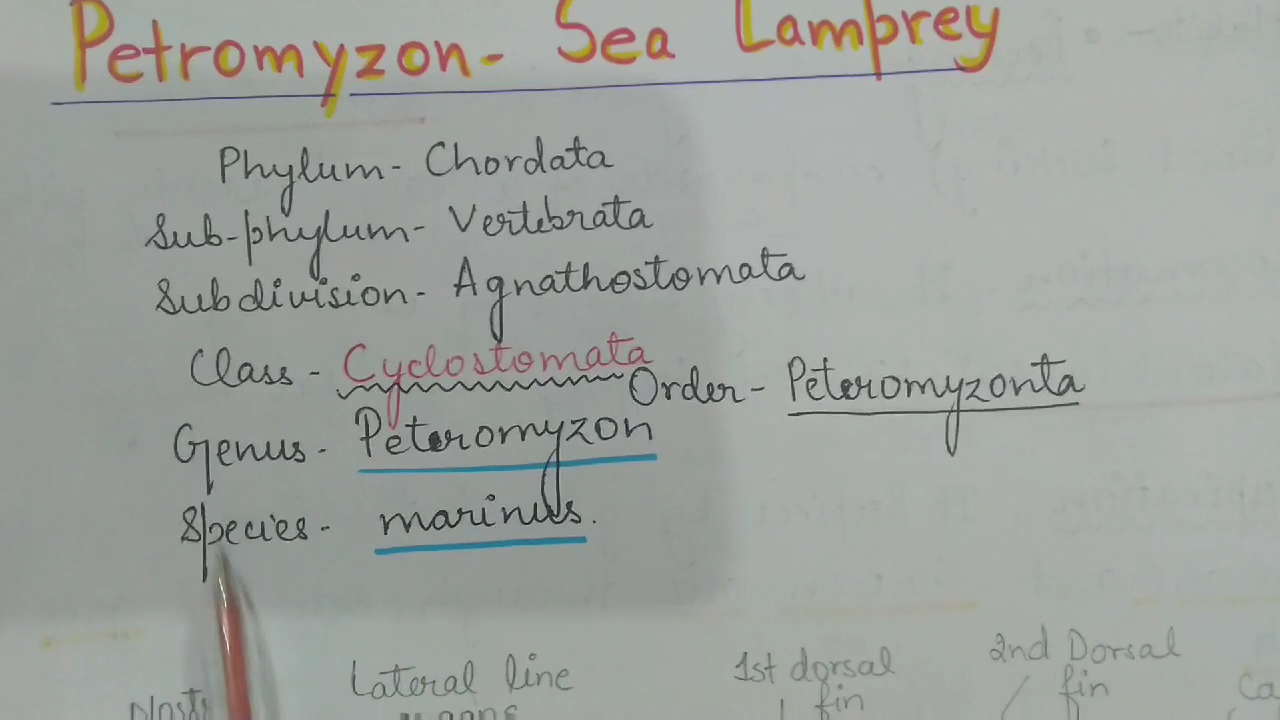 Petromyzon- Sea Lamprey
Phylum- Chordata
Sub-phylum- Vertebrata
Subdivision- Agnathostomata
Class- Cyclostomata
Order- Peteromyzonta
Genus- Peteromyzon
Species- marinus.
Lateral line
1st dorsal
fin
2nd Dorsal
fin